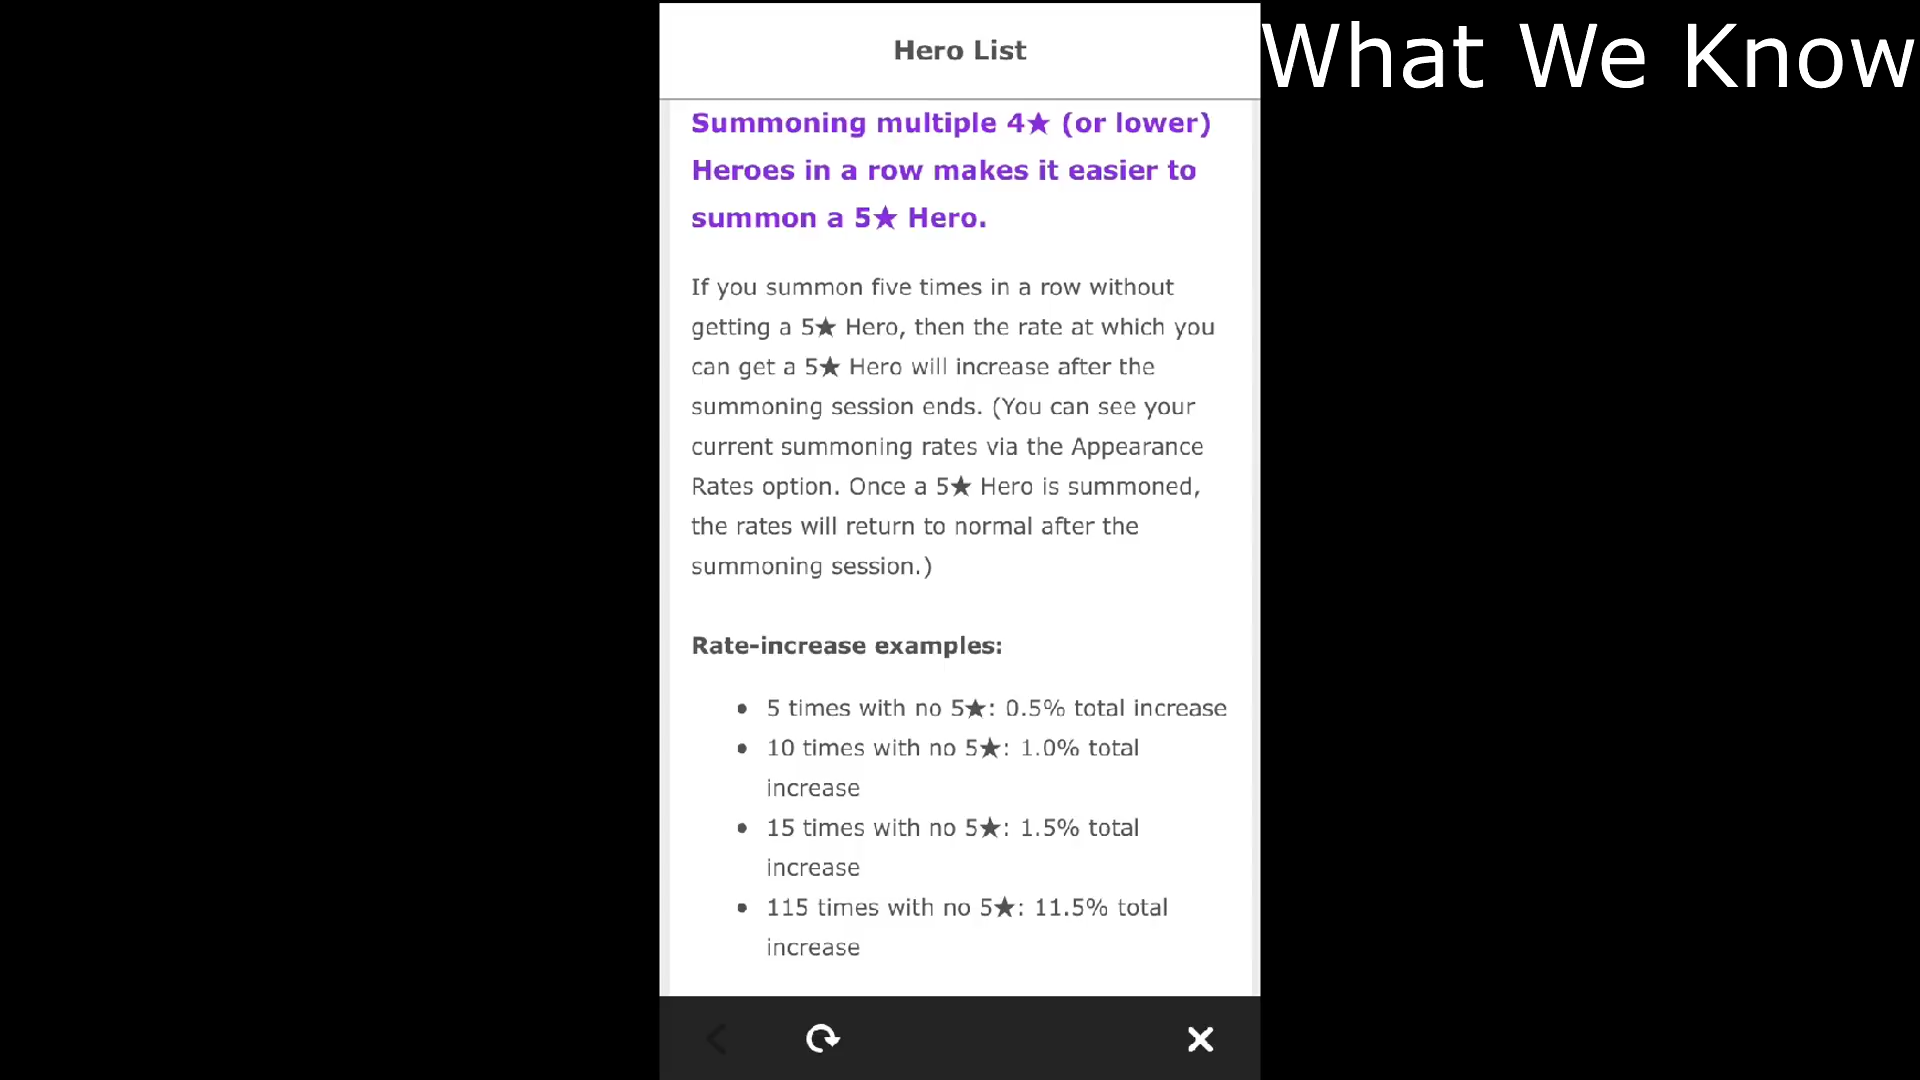 Hero List
What We Know
Summoning multiple 4★ (or lower)
Heroes in a row makes it easier to
summon a 5★ Hero.
If you summon five times in a row without
getting a 5★ Hero, then the rate at which you
can get a 5★ Hero will increase after the
summoning session ends. (You can see your
current summoning rates via the Appearance
Rates option. Once a 5★ Hero is summoned,
the rates will return to normal after the
summoning session.)
Rate-increase examples:
• 5 times with no 5★: 0.5% total increase
• 10 times with no 5★: 1.0% total
increase
• 15 times with no 5★: 1.5% total
increase
• 115 times with no 5★: 11.5% total
increase